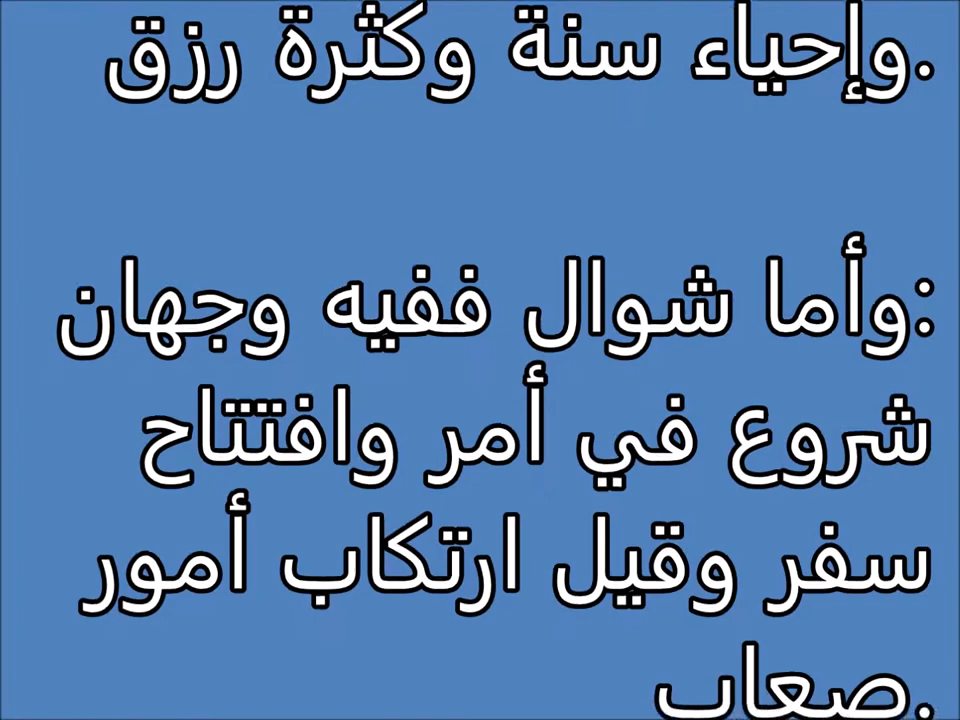 وإحياء سنة وكثرة رزق.
وأما شوال ففيه وجهان:
شروع في أمر وافتتاح
سفر وقيل ارتكاب أمور
صعاب.